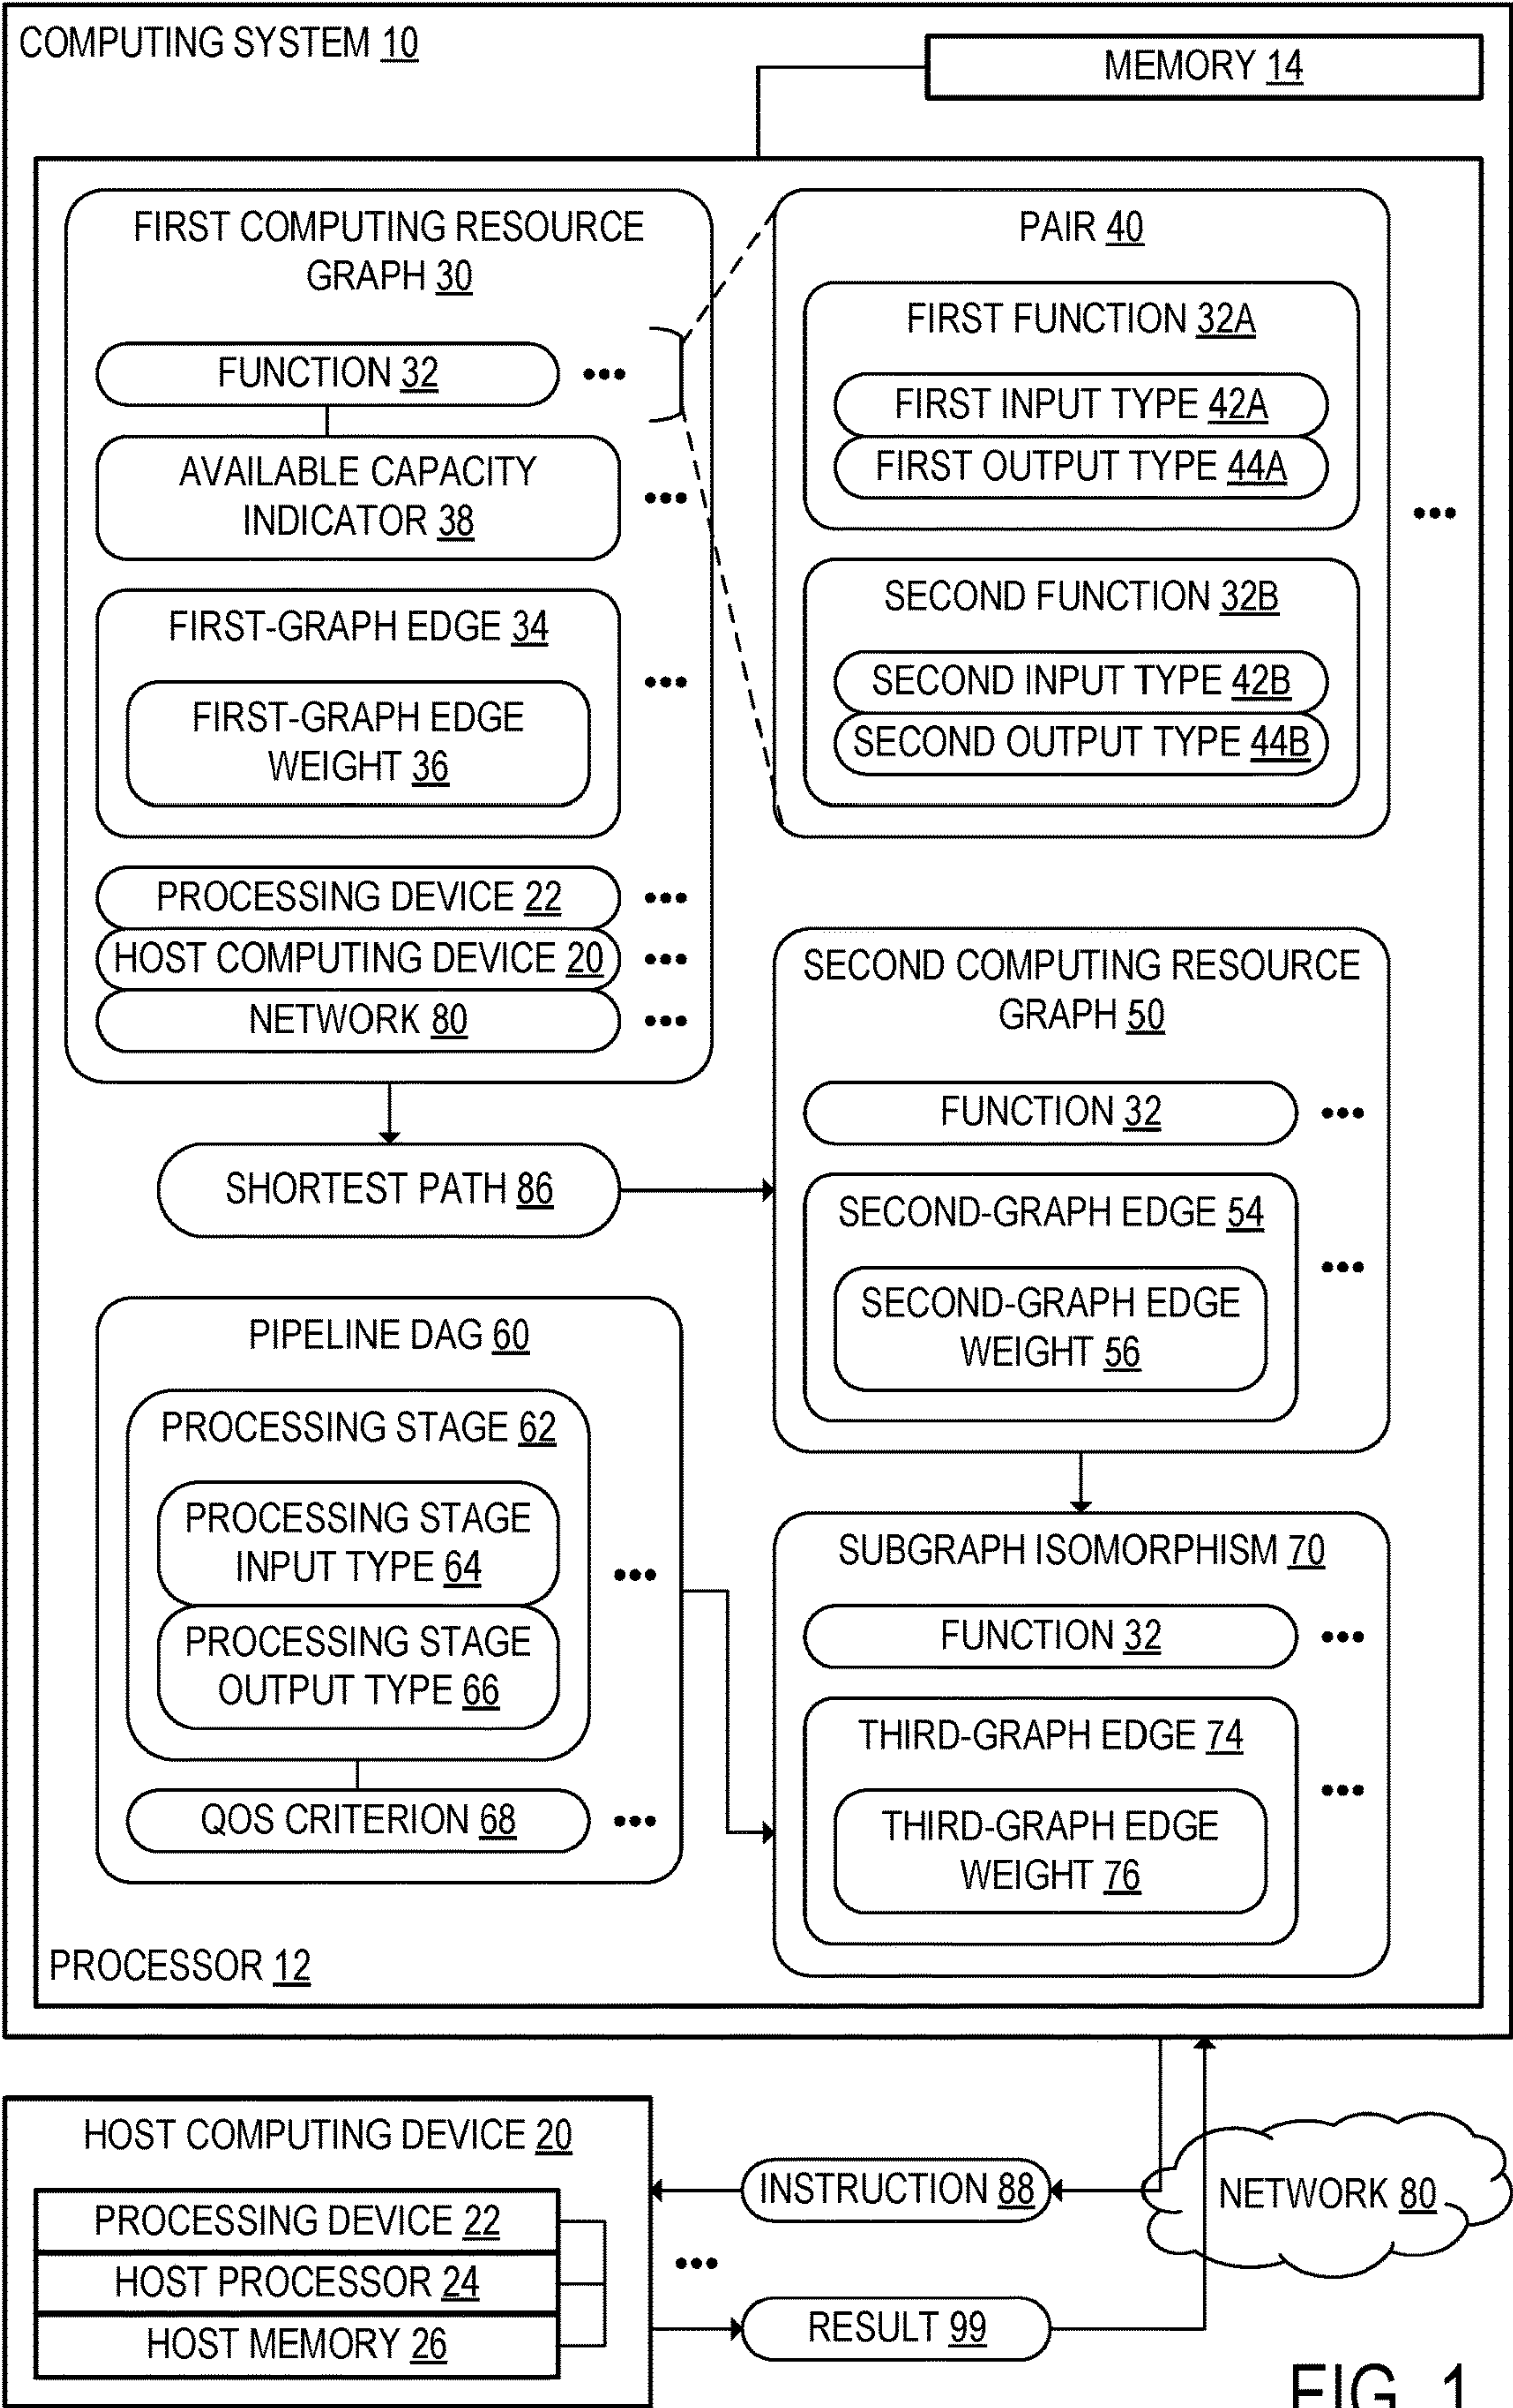 COMPUTING SYSTEM 10
MEMORY 14
FIRST COMPUTING RESOURCE
GRAPH 30
FUNCTION 32
AVAILABLE CAPACITY
INDICATOR 38
FIRST-GRAPH EDGE 34
FIRST-GRAPH EDGE
WEIGHT 36
PROCESSING DEVICE 22
HOST COMPUTING DEVICE 20
NETWORK 80
PAIR 40
FIRST FUNCTION 32A
FIRST INPUT TYPE 42A
FIRST OUTPUT TYPE 44A
SECOND FUNCTION 32B
SECOND INPUT TYPE 42B
SECOND OUTPUT TYPE 44B
SHORTEST PATH 86
SECOND COMPUTING RESOURCE
GRAPH 50
FUNCTION 32
SECOND-GRAPH EDGE 54
SECOND-GRAPH EDGE
WEIGHT 56
PIPELINE DAG 60
PROCESSING STAGE 62
PROCESSING STAGE
INPUT TYPE 64
PROCESSING STAGE
OUTPUT TYPE 66
QOS CRITERION 68
SUBGRAPH ISOMORPHISM 70
FUNCTION 32
THIRD-GRAPH EDGE 74
THIRD-GRAPH EDGE
WEIGHT 76
PROCESSOR 12
HOST COMPUTING DEVICE 20
PROCESSING DEVICE 22
HOST PROCESSOR 24
HOST MEMORY 26
INSTRUCTION 88
RESULT 99
NETWORK 80
FIG. 1